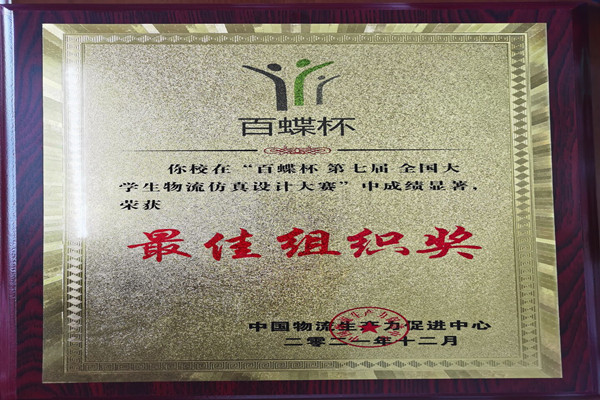 百蝶杯
你校在“百蝶杯 第七届 全国大
学生物流仿真设计大赛”中成绩显著，
荣获
最佳组织奖
中国物流生产力促进中心
二零二一年十二月